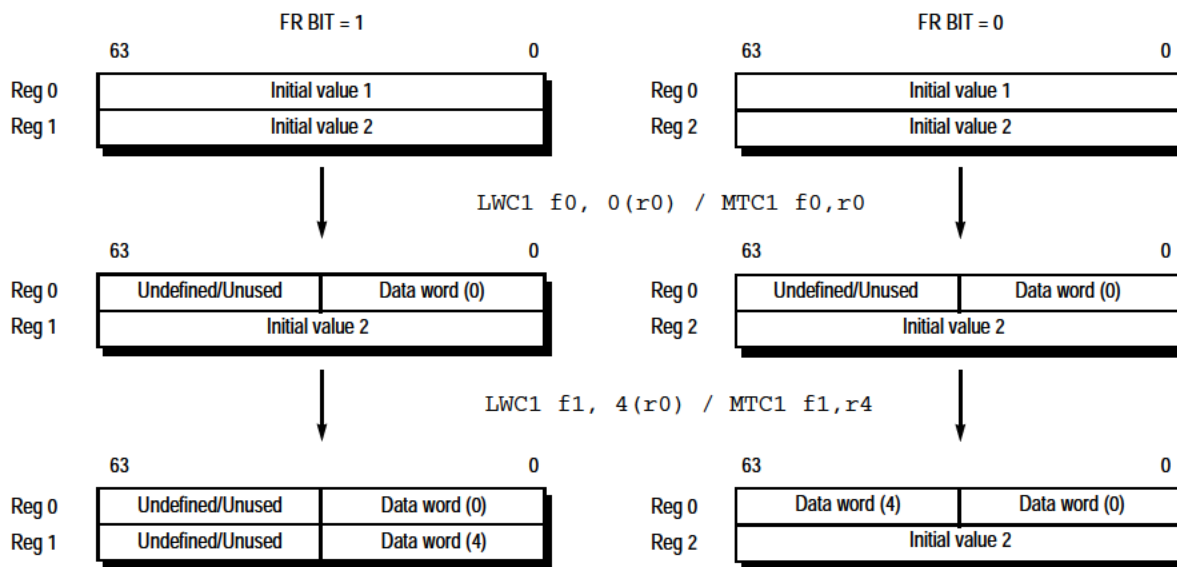 FR BIT = 1 FR BIT = 0
63 0 63 0
Reg 0 Initial value 1 Reg 0 Initial value 1
Reg 1 Initial value 2 Reg 2 Initial value 2
LWC1 f0, 0(r0) / MTC1 f0,r0
63 0 63 0
Reg 0 Undefined/Unused Data word (0) Reg 0 Undefined/Unused Data word (0)
Reg 1 Initial value 2 Reg 2 Initial value 2
LWC1 f1, 4(r0) / MTC1 f1,r4
63 0 63 0
Reg 0 Undefined/Unused Data word (0) Reg 0 Data word (4) Data word (0)
Reg 1 Undefined/Unused Data word (4) Reg 2 Initial value 2